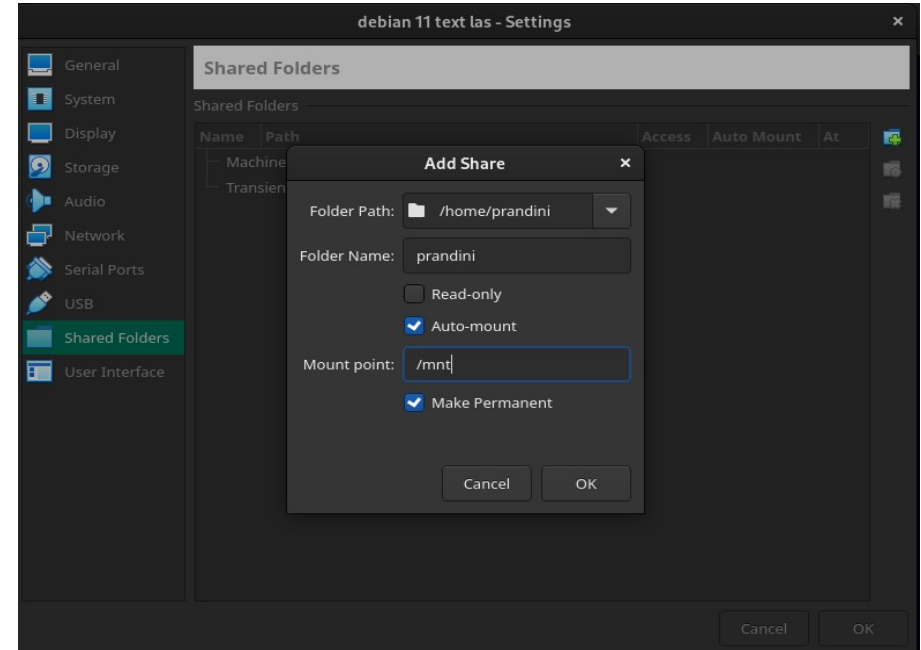 debian 11 text las - Settings
General
System
Display
Storage
Audio
Network
Serial Ports
USB
Shared Folders
User Interface
Shared Folders
Shared Folders
Name Path Access Auto Mount At
Machine
Transien
Add Share
Folder Path: /home/prandini
Folder Name: prandini
Read-only
Auto-mount
Mount point: /mnt
Make Permanent
Cancel OK
Cancel OK